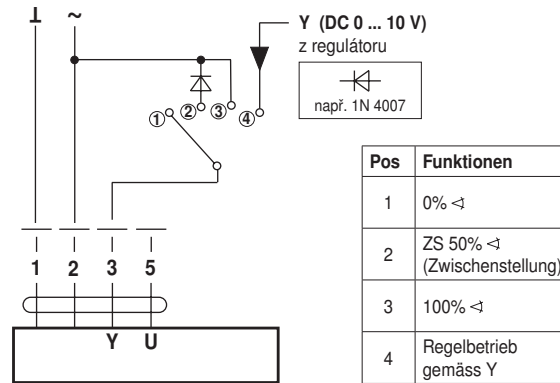 ⊥ ~
Y (DC 0 ... 10 V)
z regulátoru
např. 1N 4007
① ② ③ ④
Pos Funktionen
1 0% ∢
2 ZS 50% ∢
(Zwischenstellung)
3 100% ∢
4 Regelbetrieb
gemäss Y
1 2 3 5
Y U